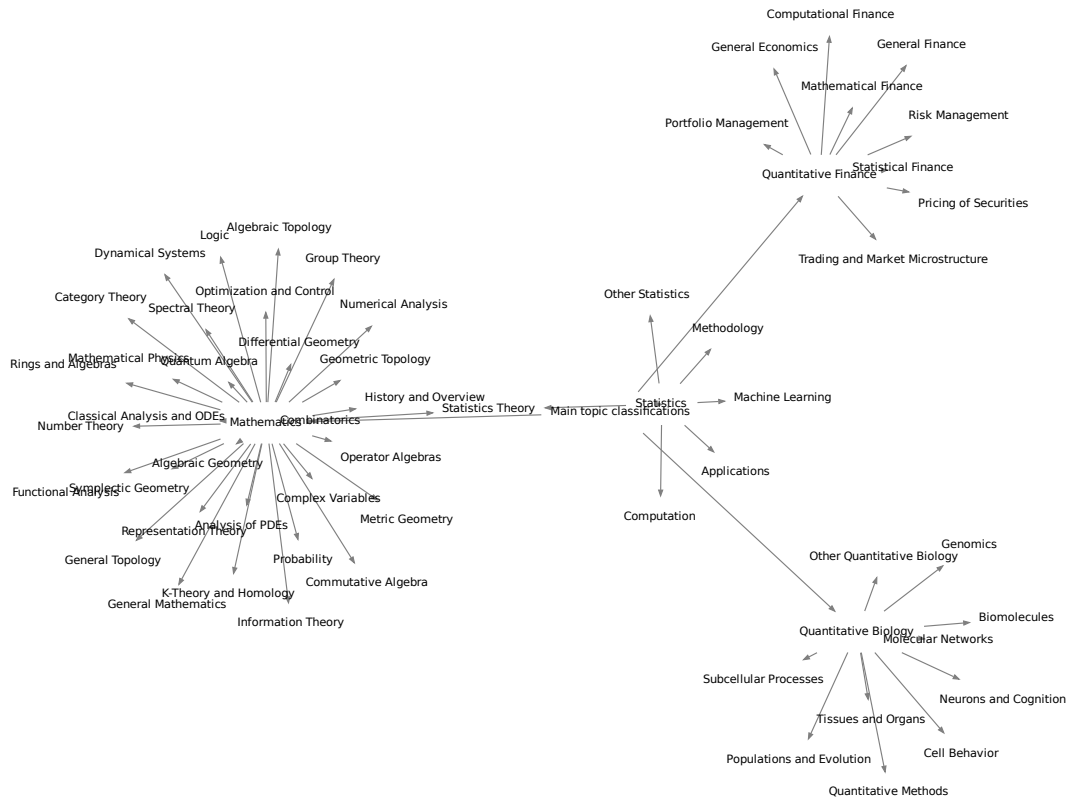 Computational Finance
General Economics
General Finance
Mathematical Finance
Risk Management
Portfolio Management
Statistical Finance
Quantitative Finance
Pricing of Securities
Trading and Market Microstructure
Algebraic Topology
Logic
Dynamical Systems
Group Theory
Optimization and Control
Category Theory
Spectral Theory
Numerical Analysis
Differential Geometry
Mathematical Physics
Rings and Algebras
Quantum Algebra
Geometric Topology
History and Overview
Statistics Theory
Classical Analysis and ODEs
Number Theory
Mathematics
Combinatorics
Operator Algebras
Algebraic Geometry
Symplectic Geometry
Functional Analysis
Complex Variables
Metric Geometry
Analysis of PDEs
Representation Theory
General Topology
Probability
Commutative Algebra
K-Theory and Homology
General Mathematics
Information Theory
Other Statistics
Methodology
Machine Learning
Statistics
Main topic classifications
Applications
Computation
Genomics
Other Quantitative Biology
Biomolecules
Quantitative Biology
Molecular Networks
Subcellular Processes
Neurons and Cognition
Tissues and Organs
Populations and Evolution
Cell Behavior
Quantitative Methods